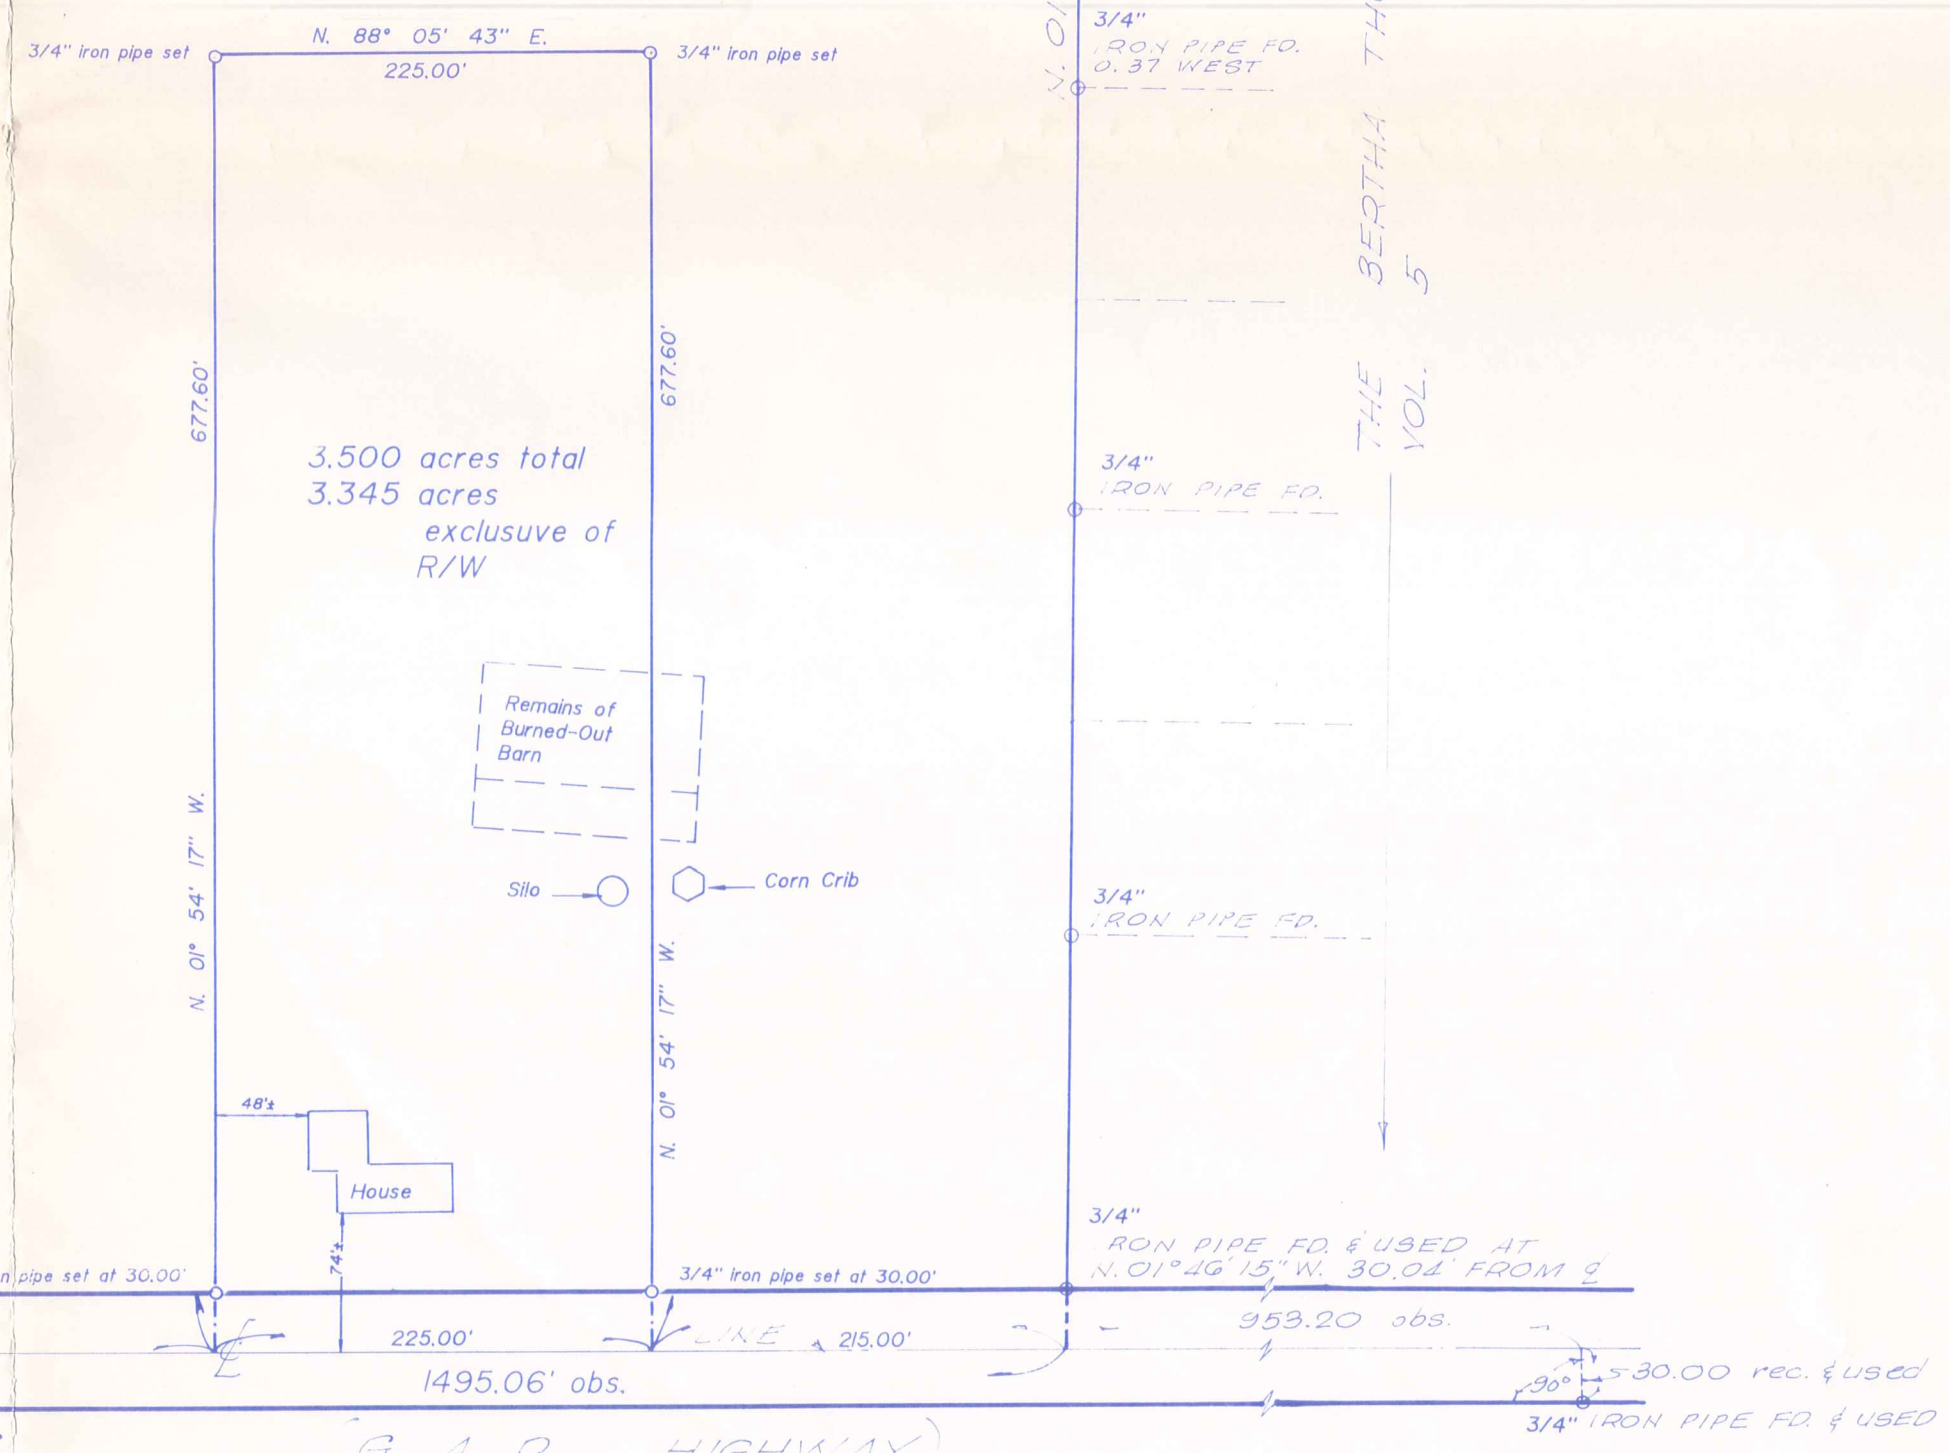 N. 88° 05' 43" E.
3/4" iron pipe set
3/4" iron pipe set
225.00'
N. 01
3/4"
IRON PIPE FD.
0.37 WEST
THE BERTHA
VOL. 5
677.60'
677.60'
3.500 acres total
3.345 acres
exclusuve of
R/W
3/4"
IRON PIPE FD.
Remains of
Burned-Out
Barn
N. 01° 54' 17" W.
Silo
Corn Crib
3/4"
IRON PIPE FD.
N. 01° 54' 17" W.
48'±
House
74'±
3/4"
RON PIPE FD. & USED AT
N. 01° 46' 15" W. 30.04' FROM ℄
n pipe set at 30.00'
3/4" iron pipe set at 30.00'
953.20 obs.
℄
225.00'
LINE
215.00'
1495.06' obs.
90°
30.00 rec. & used
3/4" IRON PIPE FD. & USED
HIGHWAY)